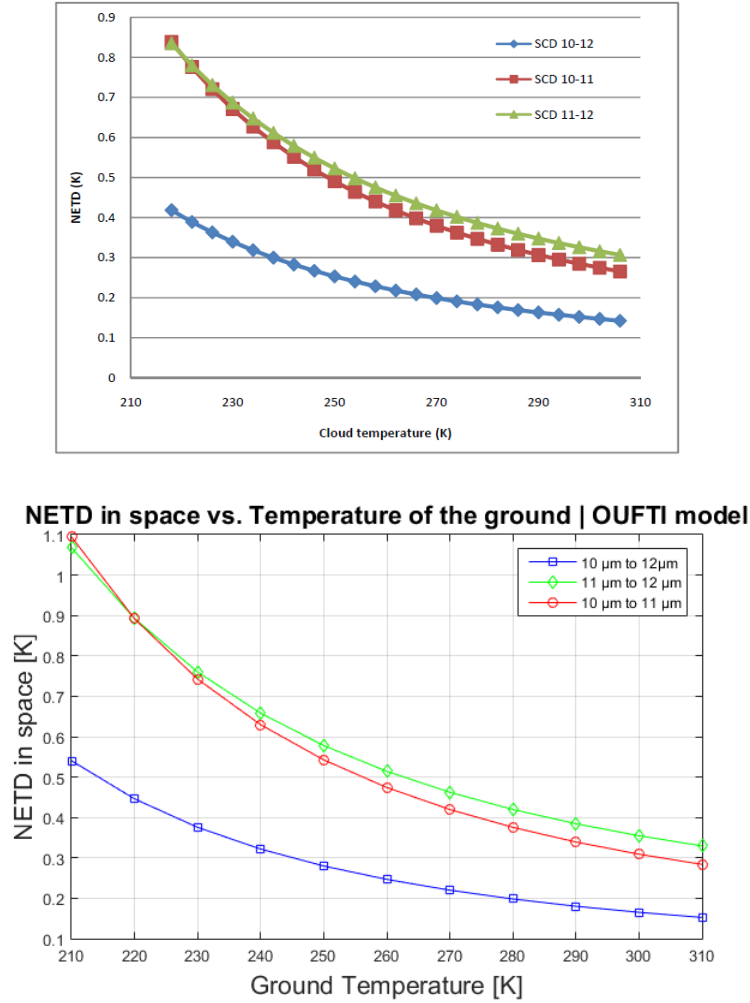 0.9
0.8
0.7
0.6
0.5
0.4
0.3
0.2
0.1
0
NETD (K)
SCD 10-12
SCD 10-11
SCD 11-12
210 230 250 270 290 310
Cloud temperature (K)
NETD in space vs. Temperature of the ground | OUFTI model
1.1
1
0.9
0.8
0.7
0.6
0.5
0.4
0.3
0.2
0.1
NETD in space [K]
10 µm to 12µm
11 µm to 12 µm
10 µm to 11 µm
210 220 230 240 250 260 270 280 290 300 310
Ground Temperature [K]